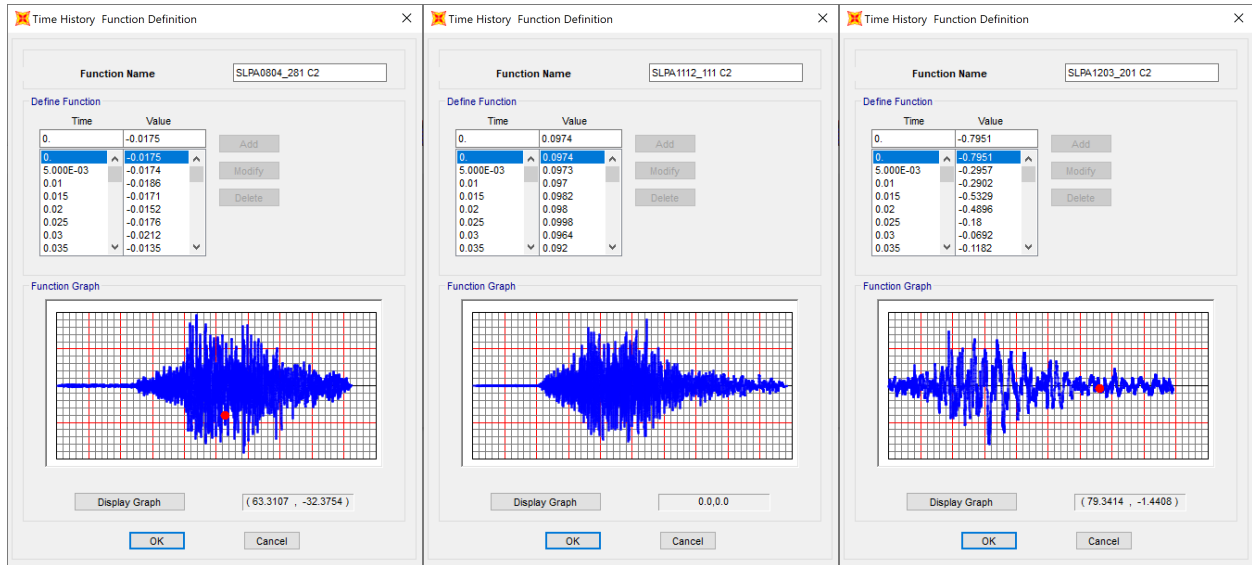 Time History Function Definition
Function Name
SLPA0804_281 C2
Define Function
Time Value
0. -0.0175
0. -0.0175
5.000E-03 -0.0174
0.01 -0.0186
0.015 -0.0171
0.02 -0.0152
0.025 -0.0176
0.03 -0.0212
0.035 -0.0135
Add
Modify
Delete
Function Graph
Display Graph
( 63.3107 , -32.3754 )
OK
Cancel
Time History Function Definition
Function Name
SLPA1112_111 C2
Define Function
Time Value
0. 0.0974
0. 0.0974
5.000E-03 0.0973
0.01 0.097
0.015 0.0982
0.02 0.098
0.025 0.0998
0.03 0.0964
0.035 0.092
Add
Modify
Delete
Function Graph
Display Graph
0.0,0.0
OK
Cancel
Time History Function Definition
Function Name
SLPA1203_201 C2
Define Function
Time Value
0. -0.7951
0. -0.7951
5.000E-03 -0.2957
0.01 -0.2902
0.015 -0.5329
0.02 -0.4896
0.025 -0.18
0.03 -0.0692
0.035 -0.1182
Add
Modify
Delete
Function Graph
Display Graph
( 79.3414 , -1.4408 )
OK
Cancel